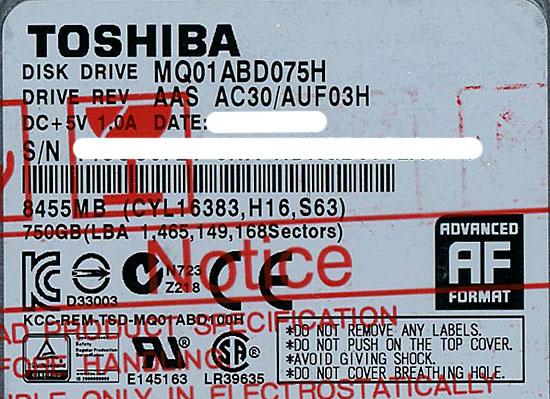 TOSHIBA
DISK DRIVE MQ01ABD075H
DRIVE REV AAS AC30/AUF03H
DC+5V 1.0A DATE:
S/N
8455MB (CYL16383,H16,S63)
750GB(LBA 1,465,149,168Sectors)
Notice
D33003
N723
Z218
CE
ADVANCED
AF
FORMAT
KCC-REM-TSD-MQ01ABD100H
PRODUCT SPECIFICATION
HANDLING
E145163
LR39635
*DO NOT REMOVE ANY LABELS.
*DO NOT PUSH ON THE TOP COVER.
*AVOID GIVING SHOCK.
*DO NOT COVER BREATHING HOLE.
ONLY IN ELECTROSTATICALLY